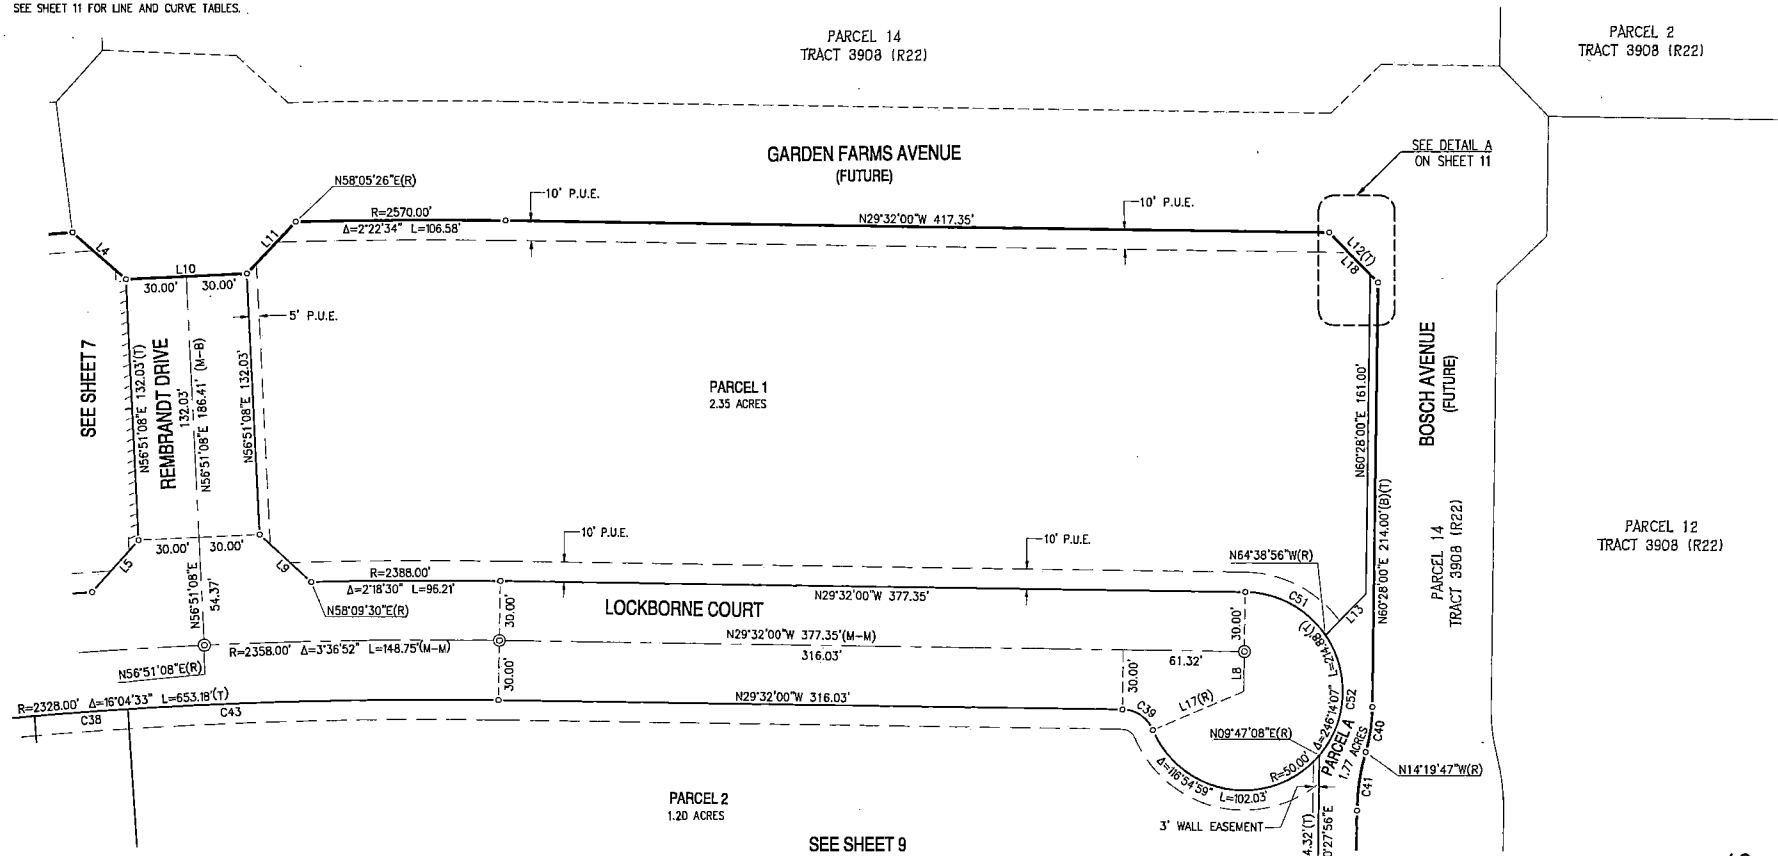 SEE SHEET 11 FOR LINE AND CURVE TABLES.
PARCEL 14
TRACT 3908 (R22)
PARCEL 2
TRACT 3908 (R22)
GARDEN FARMS AVENUE
(FUTURE)
SEE DETAIL A
ON SHEET 11
N58°05'26"E(R)
10' P.U.E.
10' P.U.E.
R=2570.00'
Δ=2°22'34" L=106.58'
N29°32'00"W 417.35'
L4
L11
L10
30.00'
30.00'
L12(T)
L18
5' P.U.E.
SEE SHEET 7
N56°51'08"E 132.03'(T)
REMBRANDT DRIVE
132.03'
N56°51'08"E 186.41' (M-B)
N56°51'08"E 132.03'
PARCEL 1
2.35 ACRES
N60°28'00"E 161.00'
N60°28'00"E 214.00'(B)(T)
BOSCH AVENUE
(FUTURE)
PARCEL 14
TRACT 3908 (R22)
PARCEL 12
TRACT 3908 (R22)
30.00'
30.00'
L5
L9
10' P.U.E.
10' P.U.E.
N64°38'56"W(R)
R=2388.00'
Δ=2°18'30" L=96.21'
N58°09'30"E(R)
N56°51'08"E
54.37'
LOCKBORNE COURT
N29°32'00"W 377.35'
C51
L13
30.00'
30.00'
N29°32'00"W 377.35'(M-M)
316.03'
61.32'
30.00'
L8
L=214.88'(T)
Δ=246°14'07"
C52
R=2358.00' Δ=3°36'52" L=148.75'(M-M)
N56°51'08"E(R)
30.00'
L17(R)
R=2328.00' Δ=16°04'33" L=653.18'(T)
C38
C43
N29°32'00"W 316.03'
C39
N09°47'08"E(R)
R=50.00'
PARCEL A
1.77 ACRES
C40
N14°19'47"W(R)
C41
Δ=116°54'59" L=102.03'
3' WALL EASEMENT
4.32'(T)
0°27'56"E
PARCEL 2
1.20 ACRES
SEE SHEET 9